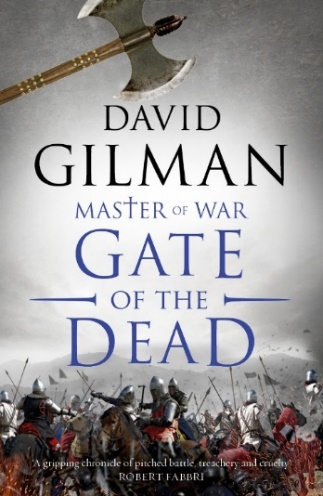 DAVID
GILMAN
MASTER OF WAR
GATE
OF THE
DEAD
'A gripping chronicle of pitched battle, treachery and cruelty'
ROBERT FABBRI